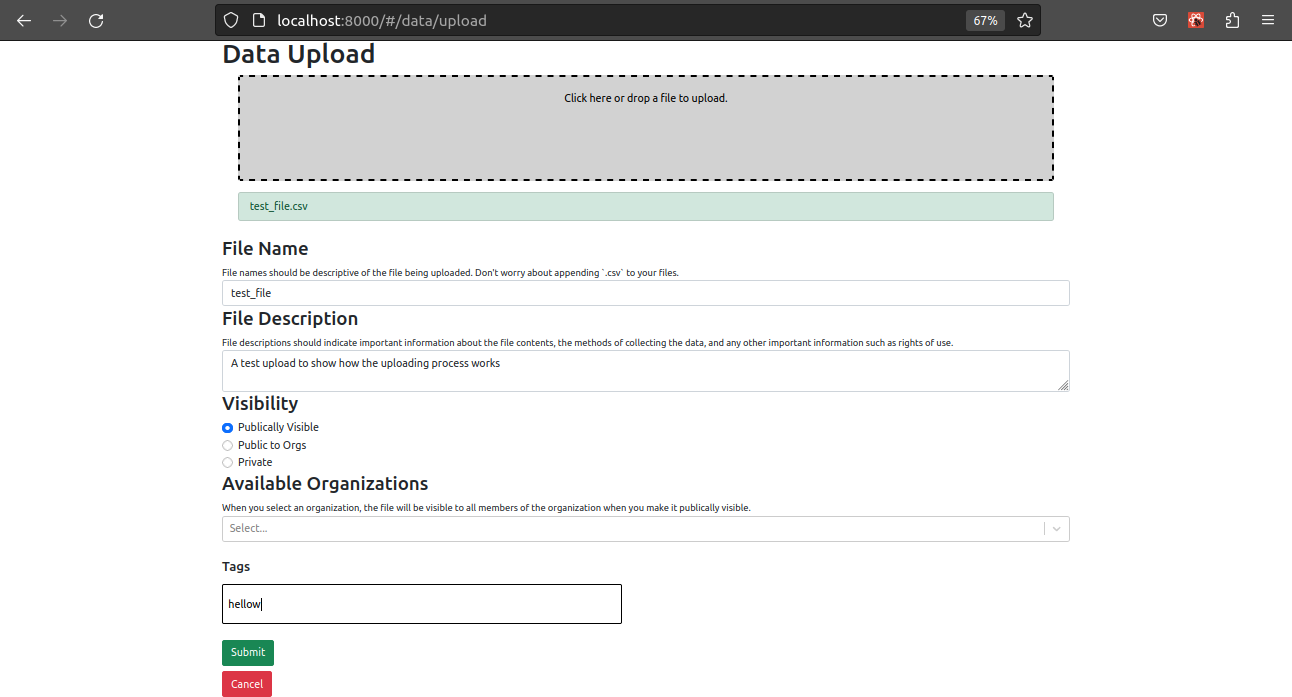 localhost:8000/#/data/upload
67%
Data Upload
Click here or drop a file to upload.
test_file.csv
File Name
File names should be descriptive of the file being uploaded. Don't worry about appending `.csv` to your files.
test_file
File Description
File descriptions should indicate important information about the file contents, the methods of collecting the data, and any other important information such as rights of use.
A test upload to show how the uploading process works
Visibility
Publically Visible
Public to Orgs
Private
Available Organizations
When you select an organization, the file will be visible to all members of the organization when you make it publically visible.
Select...
Tags
hellow
Submit
Cancel